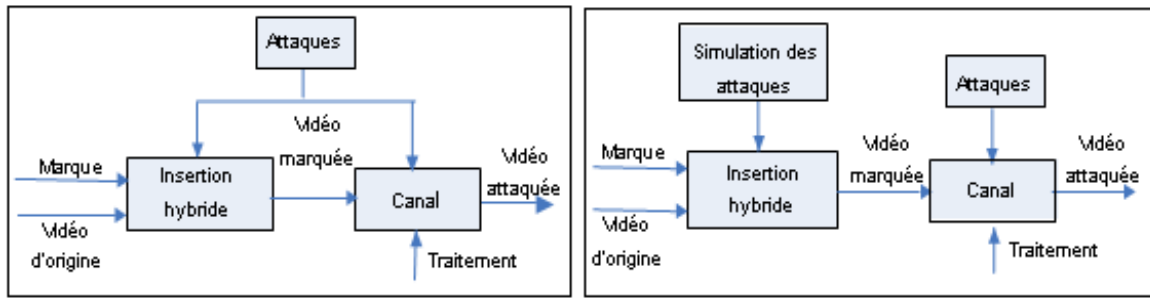 Attaques
Vidéo
marquée
Marque
Insertion
hybride
Canal
Vidéo
attaquée
Vidéo
d'origine
Traitement
Simulation des
attaques
Attaques
Marque
Insertion
hybride
Vidéo
marquée
Canal
Vidéo
attaquée
Vidéo
d'origine
Traitement